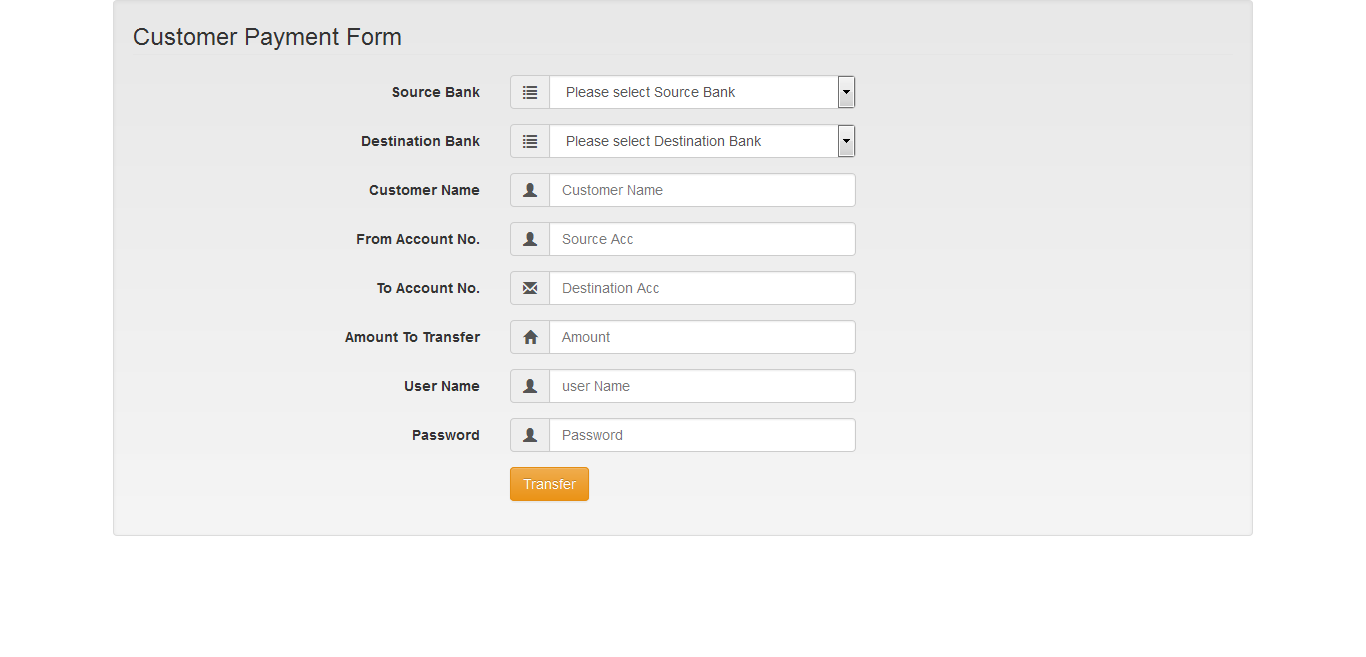 Customer Payment Form
Source Bank Please select Source Bank
Destination Bank Please select Destination Bank
Customer Name Customer Name
From Account No. Source Acc
To Account No. Destination Acc
Amount To Transfer Amount
User Name user Name
Password Password
Transfer